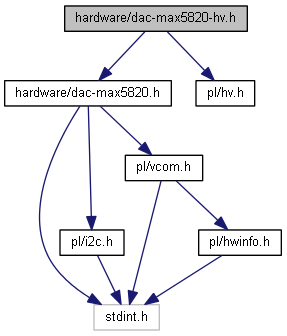 hardware/dac-max5820-hv.h
hardware/dac-max5820.h
pl/hv.h
pl/vcom.h
pl/i2c.h
pl/hwinfo.h
stdint.h